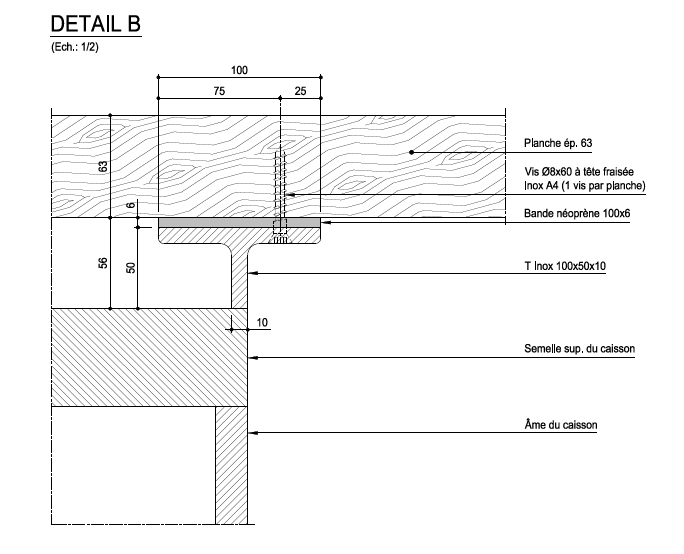 DETAIL B
(Ech.: 1/2)
100
75
25
63
Planche ép. 63
Vis Ø8x60 à tête fraisée
Inox A4 (1 vis par planche)
6
Bande néoprène 100x6
56
50
T Inox 100x50x10
10
Semelle sup. du caisson
Âme du caisson